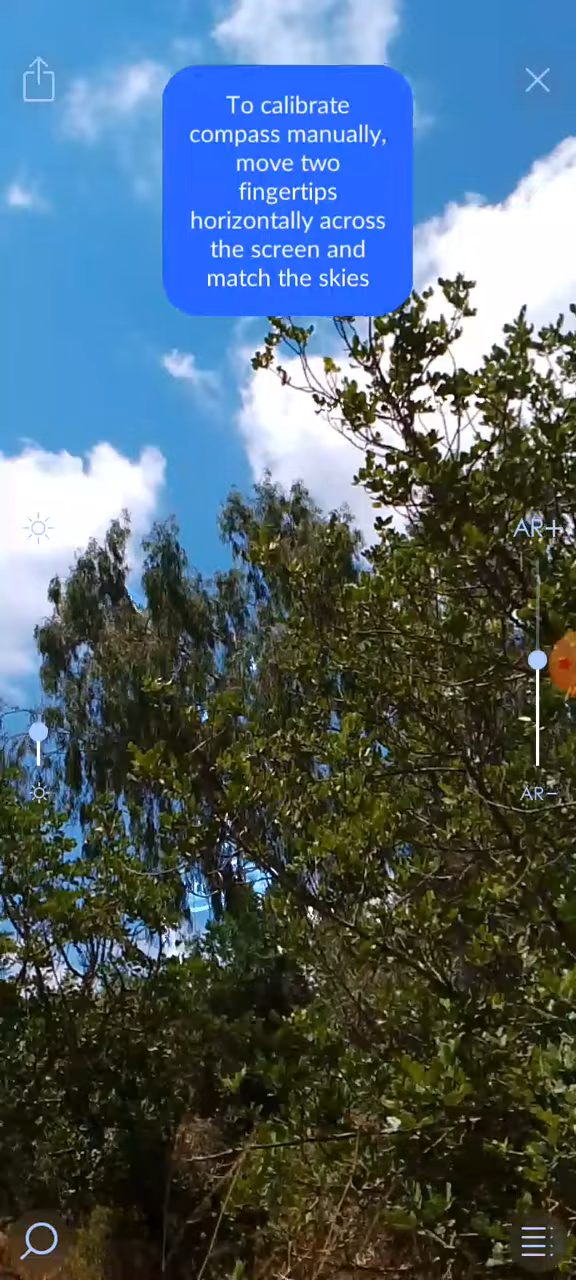 To calibrate
compass manually,
move two
fingertips
horizontally across
the screen and
match the skies
AR+
AR−